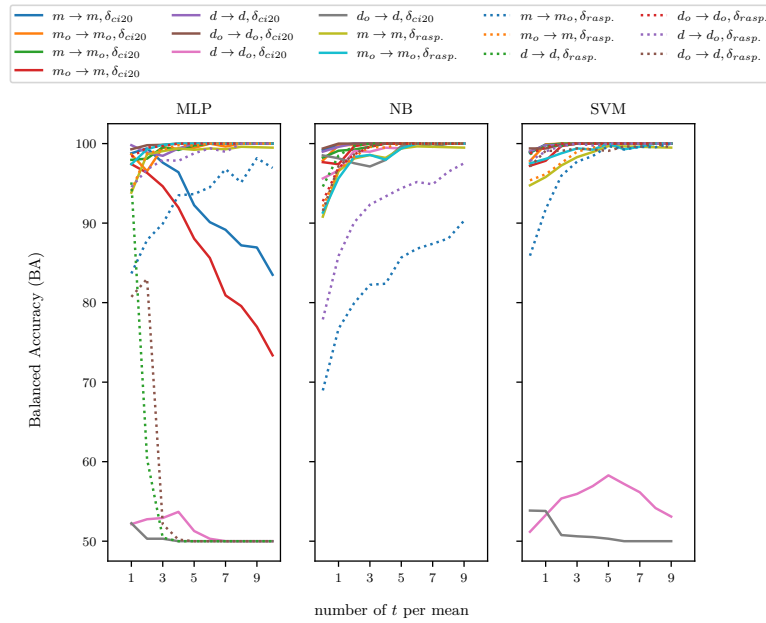 m → m, δci20 d → d, δci20 do → d, δci20 m → mo, δrasp. do → do, δrasp.
mo → mo, δci20 do → do, δci20 m → m, δrasp. mo → m, δrasp. d → do, δrasp.
m → mo, δci20 d → do, δci20 mo → mo, δrasp. d → d, δrasp. do → d, δrasp.
mo → m, δci20
MLP NB SVM
100
90
80
70
60
50
Balanced Accuracy (BA)
1 3 5 7 9 1 3 5 7 9 1 3 5 7 9
number of t per mean